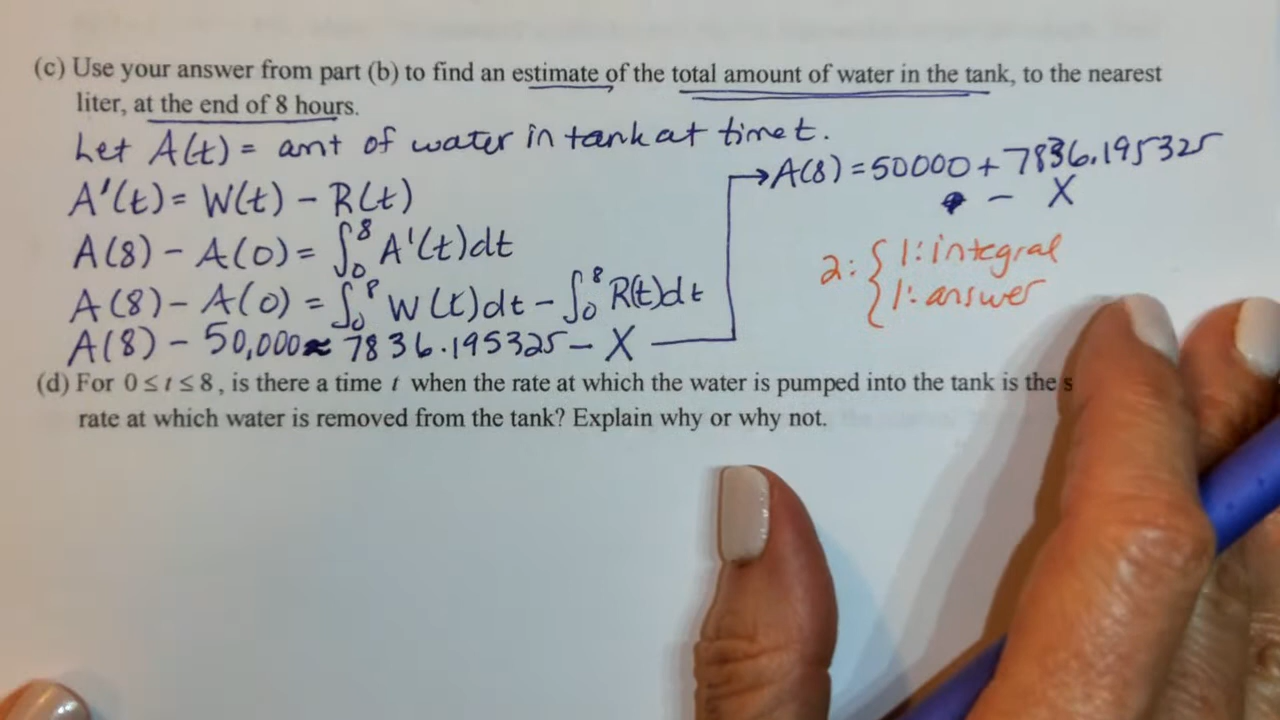 (c) Use your answer from part (b) to find an estimate of the total amount of water in the tank, to the nearest
liter, at the end of 8 hours.
Let A(t) = amt of water in tank at time t.
A'(t) = W(t) − R(t)
A(8) − A(0) = ∫₀⁸ A'(t)dt
A(8) − A(0) = ∫₀⁸ W(t)dt − ∫₀⁸ R(t)dt
A(8) − 50,000 ≈ 7836.195325 − X
→ A(8) = 50000 + 7836.195325
− X
2: { 1: integral
1: answer
(d) For 0 ≤ t ≤ 8, is there a time t when the rate at which the water is pumped into the tank is the s
rate at which water is removed from the tank? Explain why or why not.